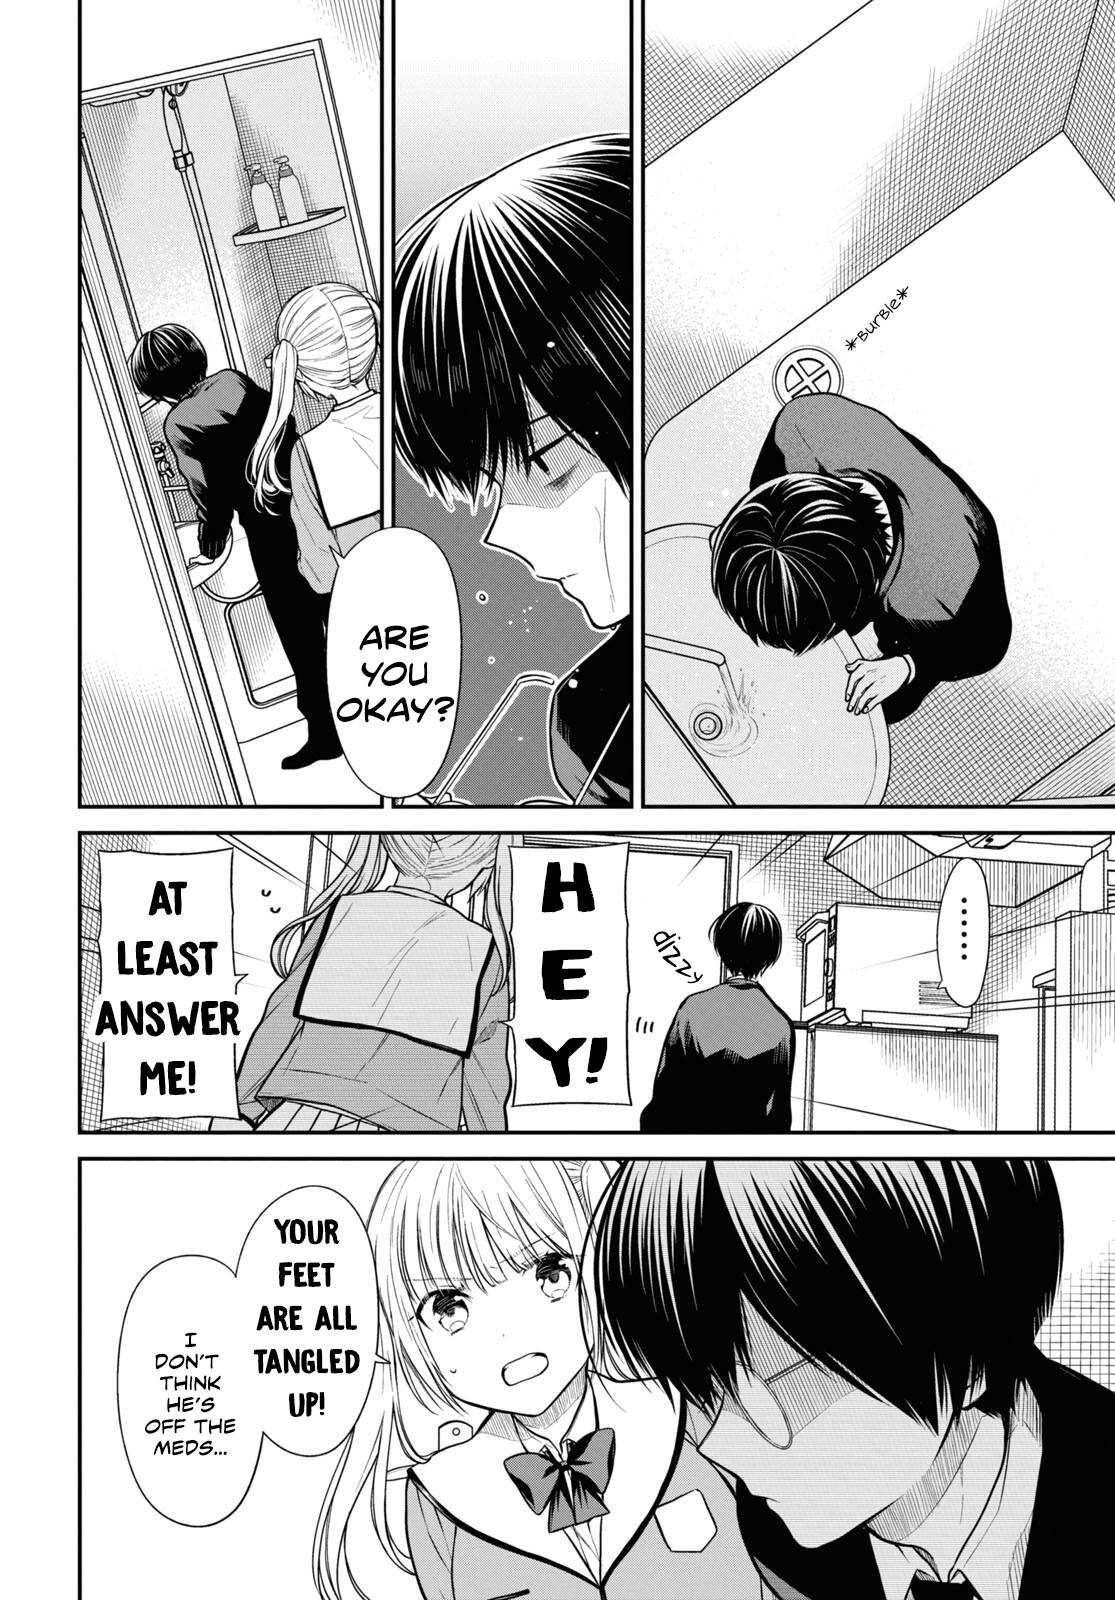 *BURBLE*
ARE
YOU
OKAY?
......
dizzy
H
E
Y!
AT
LEAST
ANSWER
ME!
YOUR
FEET
ARE ALL
TANGLED
UP!
I
DON'T
THINK
HE'S
OFF THE
MEDS...